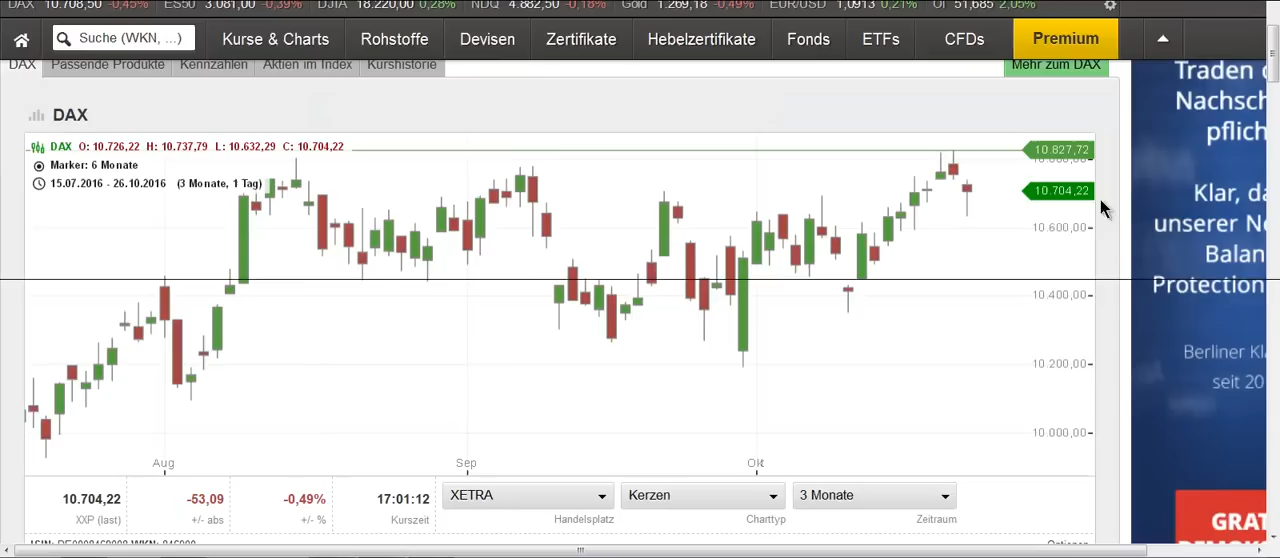 DAX 10.708,50 -0,45% ES50 3.081,00 -0,39% DJIA 18.220,00 0,28% NDQ 4.882,50 -0,18% Gold 1.269,18 -0,49% EUR/USD 1,0913 0,21% Öl 51,685 2,05%
Suche (WKN, ...) Kurse & Charts Rohstoffe Devisen Zertifikate Hebelzertifikate Fonds ETFs CFDs Premium
DAX Passende Produkte Kennzahlen Aktien im Index Kurshistorie Mehr zum DAX
DAX
DAX O: 10.726,22 H: 10.737,79 L: 10.632,29 C: 10.704,22
Marker: 6 Monate
15.07.2016 - 26.10.2016 (3 Monate, 1 Tag)
10.827,72
10.704,22
10.600,00
10.400,00
10.200,00
10.000,00
Aug Sep Okt
10.704,22 -53,09 -0,49% 17:01:12 XETRA Kerzen 3 Monate
XXP (last) +/- abs +/- % Kurszeit Handelsplatz Charttyp Zeitraum
Optionen
Traden
Nachsch
pflich
Klar, da
unserer
Balan
Protection
Berliner
seit 20
GRAT